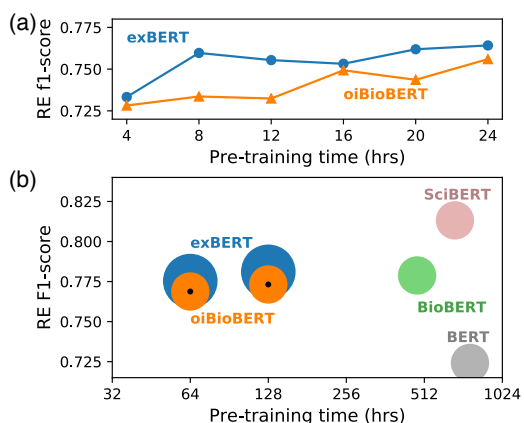 (a)
RE f1-score
0.775
0.750
0.725
exBERT
oiBioBERT
4 8 12 16 20 24
Pre-training time (hrs)
(b)
RE F1-score
0.825
0.800
0.775
0.750
0.725
SciBERT
exBERT
BioBERT
oiBioBERT
BERT
32 64 128 256 512 1024
Pre-training time (hrs)